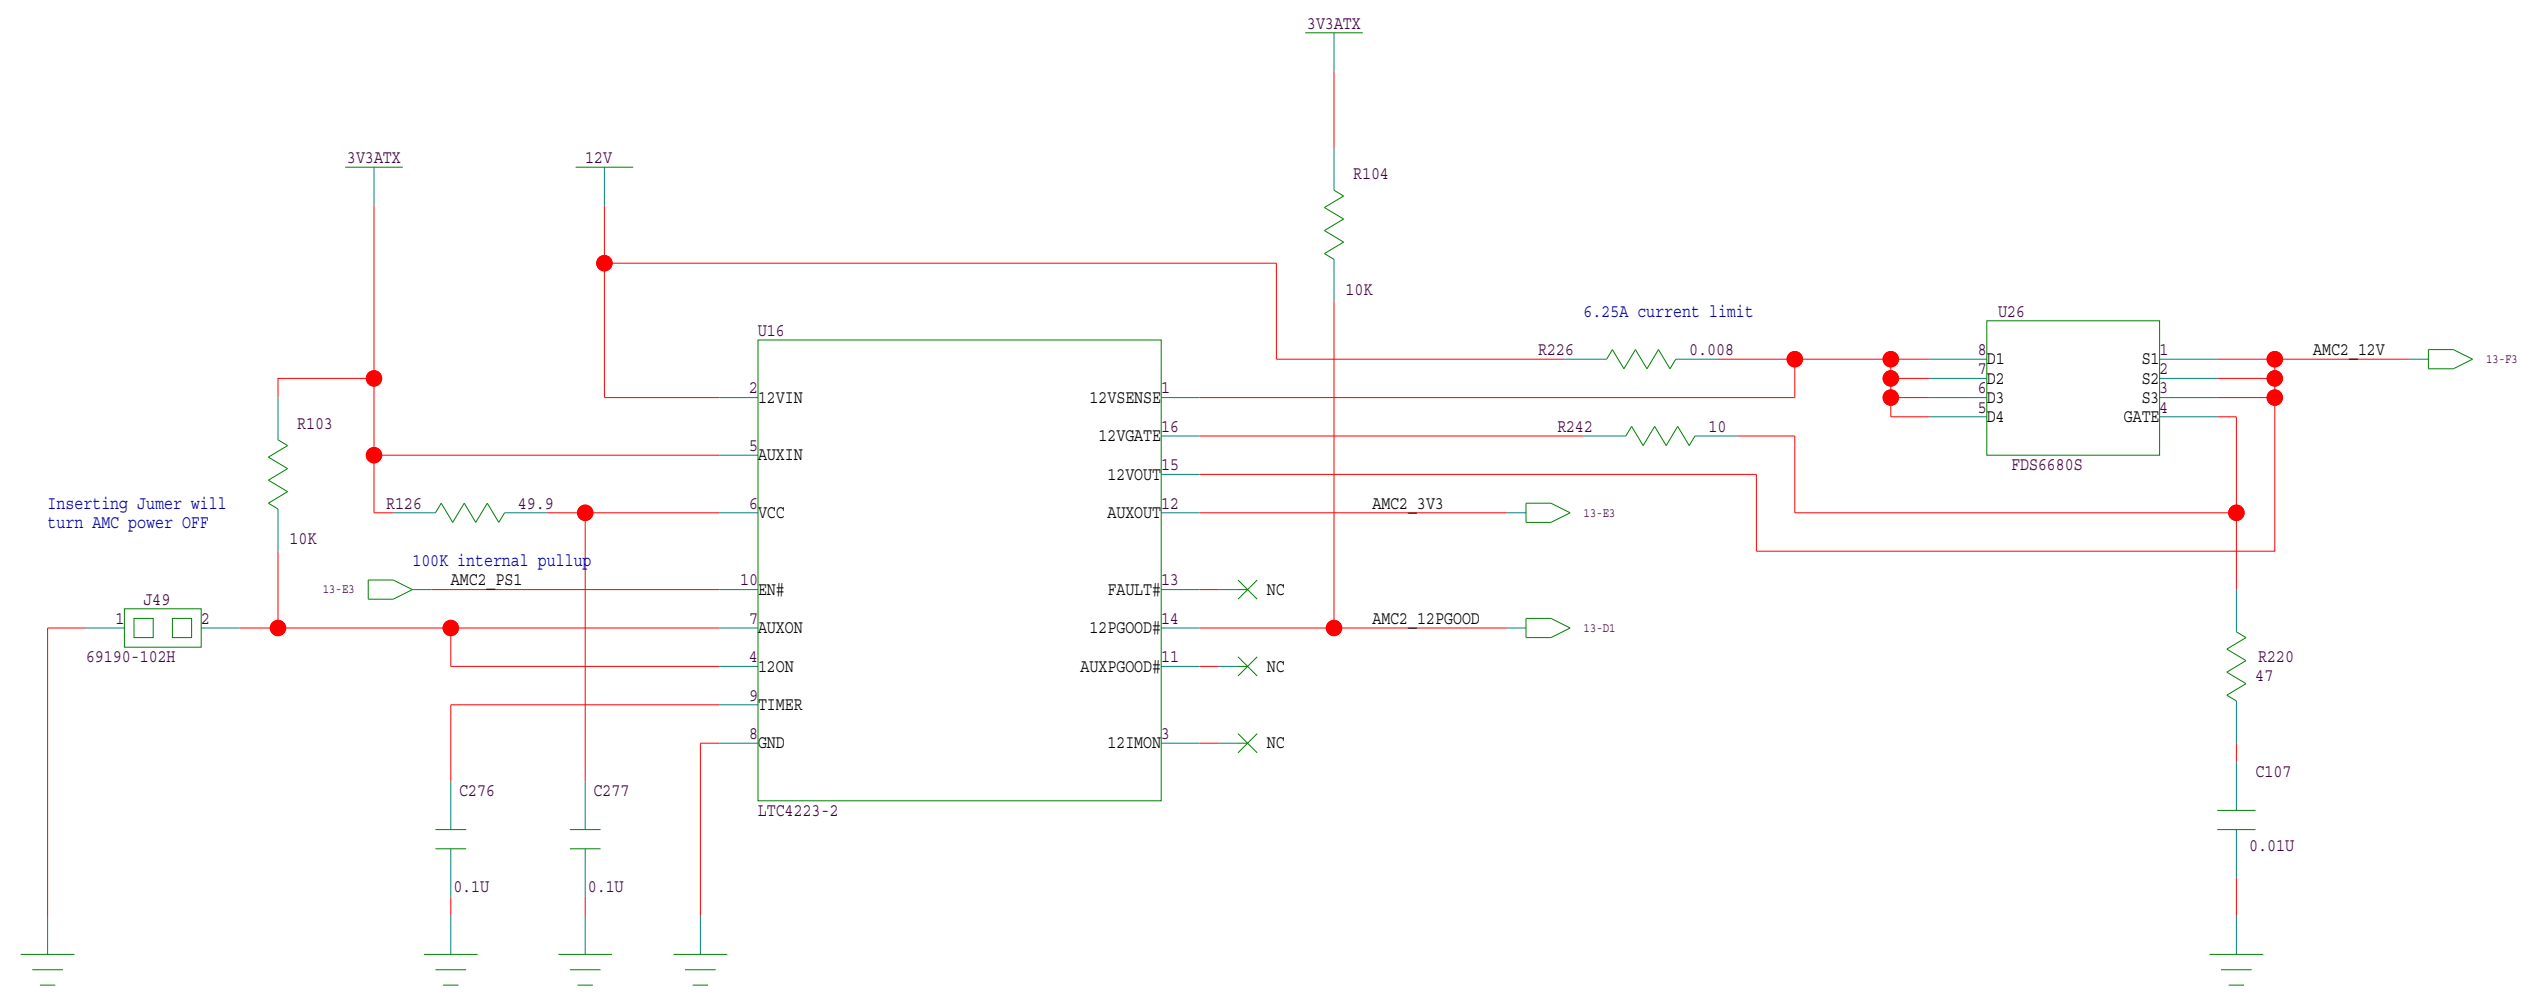 3V3ATX
3V3ATX
12V
R104
10K
6.25A current limit
U26
U16
R226
0.008
8
D1
S1
1
AMC2_12V
13-F3
7
D2
S2
2
2
12VIN
12VSENSE
1
6
D3
S3
3
5
D4
GATE
4
R103
12VGATE
16
R242
10
5
AUXIN
12VOUT
15
FDS6680S
Inserting Jumer will
turn AMC power OFF
R126
49.9
6
VCC
AUXOUT
12
AMC2_3V3
13-E3
10K
100K internal pullup
13-E3
AMC2_PS1
10
EN#
FAULT#
13
NC
J49
1
2
69190-102H
7
AUXON
12PGOOD#
14
AMC2_12PGOOD
13-D1
4
12ON
AUXPGOOD#
11
NC
R220
47
9
TIMER
8
GND
12IMON
3
NC
C276
C277
LTC4223-2
C107
0.01U
0.1U
0.1U